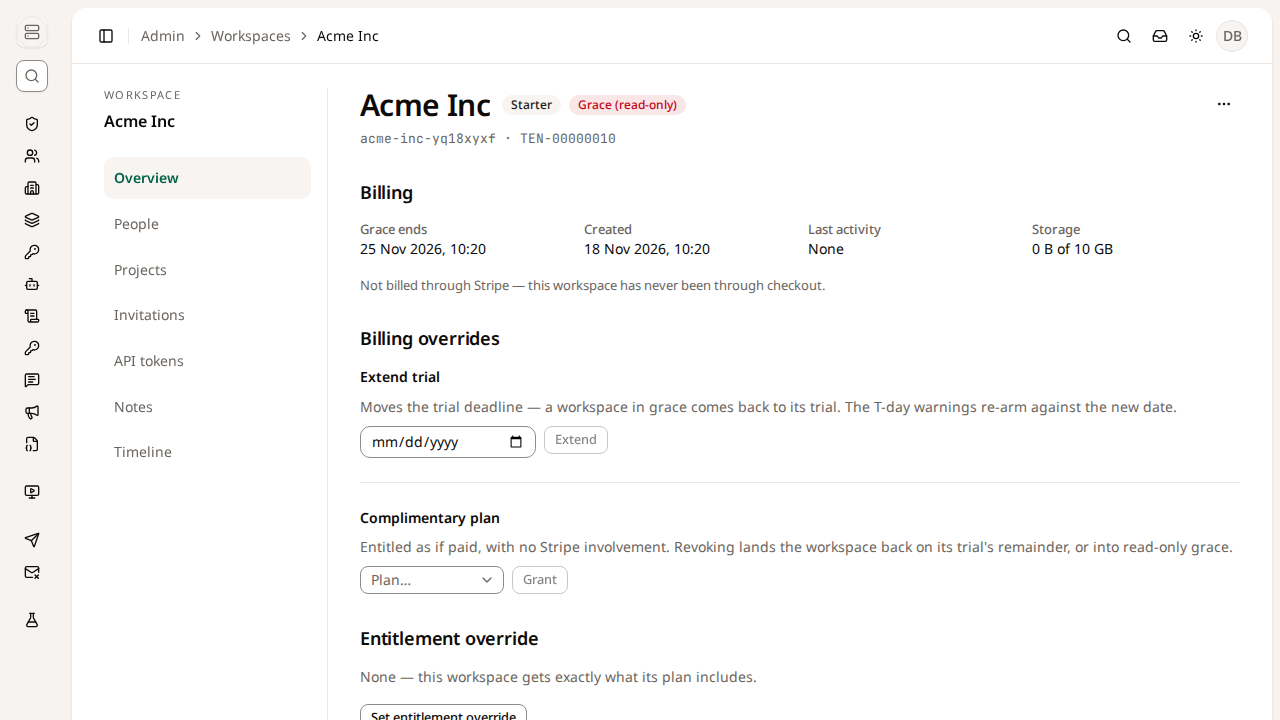 Admin
Workspaces
Acme Inc
DB
WORKSPACE
Acme Inc
Overview
People
Projects
Invitations
API tokens
Notes
Timeline
Acme Inc
Starter
Grace (read-only)
acme-inc-yq18xyxf · TEN-00000010
Billing
Grace ends
25 Nov 2026, 10:20
Created
18 Nov 2026, 10:20
Last activity
None
Storage
0 B of 10 GB
Not billed through Stripe — this workspace has never been through checkout.
Billing overrides
Extend trial
Moves the trial deadline — a workspace in grace comes back to its trial. The T-day warnings re-arm against the new date.
mm/dd/yyyy
Extend
Complimentary plan
Entitled as if paid, with no Stripe involvement. Revoking lands the workspace back on its trial's remainder, or into read-only grace.
Plan...
Grant
Entitlement override
None — this workspace gets exactly what its plan includes.
Set entitlement override